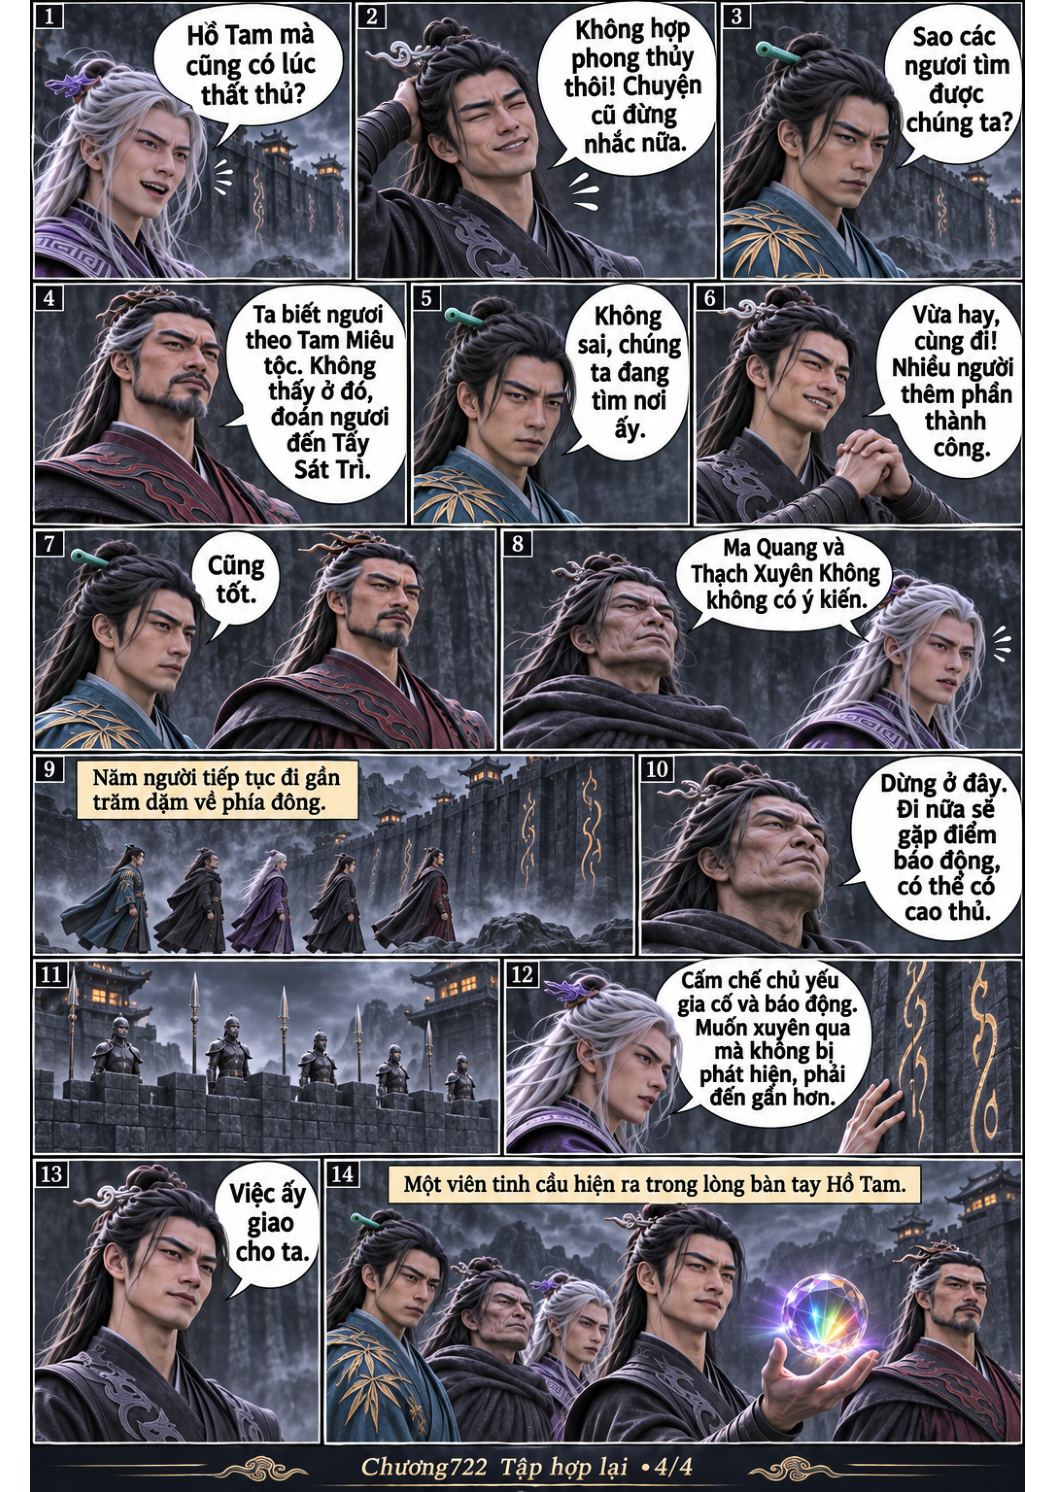 1
Hồ Tam mà
cũng có lúc
thất thủ?
2
Không hợp
phong thủy
thôi! Chuyện
cũ đừng
nhắc nữa.
3
Sao các
ngươi tìm
được
chúng ta?
4
Ta biết ngươi
theo Tam Miêu
tộc. Không
thấy ở đó,
đoán ngươi
đến Tẩy
Sát Trì.
5
Không
sai, chúng
ta đang
tìm nơi
ấy.
6
Vừa hay,
cùng đi!
Nhiều người
thêm phần
thành
công.
7
Cũng
tốt.
8
Ma Quang và
Thạch Xuyên Không
không có ý kiến.
9
Năm người tiếp tục đi gần
trăm dặm về phía đông.
10
Dừng ở đây.
Đi nữa sẽ
gặp điểm
báo động,
có thể có
cao thủ.
11
12
Cấm chế chủ yếu
gia cố và báo động.
Muốn xuyên qua
mà không bị
phát hiện, phải
đến gần hơn.
13
Việc ấy
giao
cho ta.
14
Một viên tinh cầu hiện ra trong lòng bàn tay Hồ Tam.
Chương722 Tập hợp lại •4/4